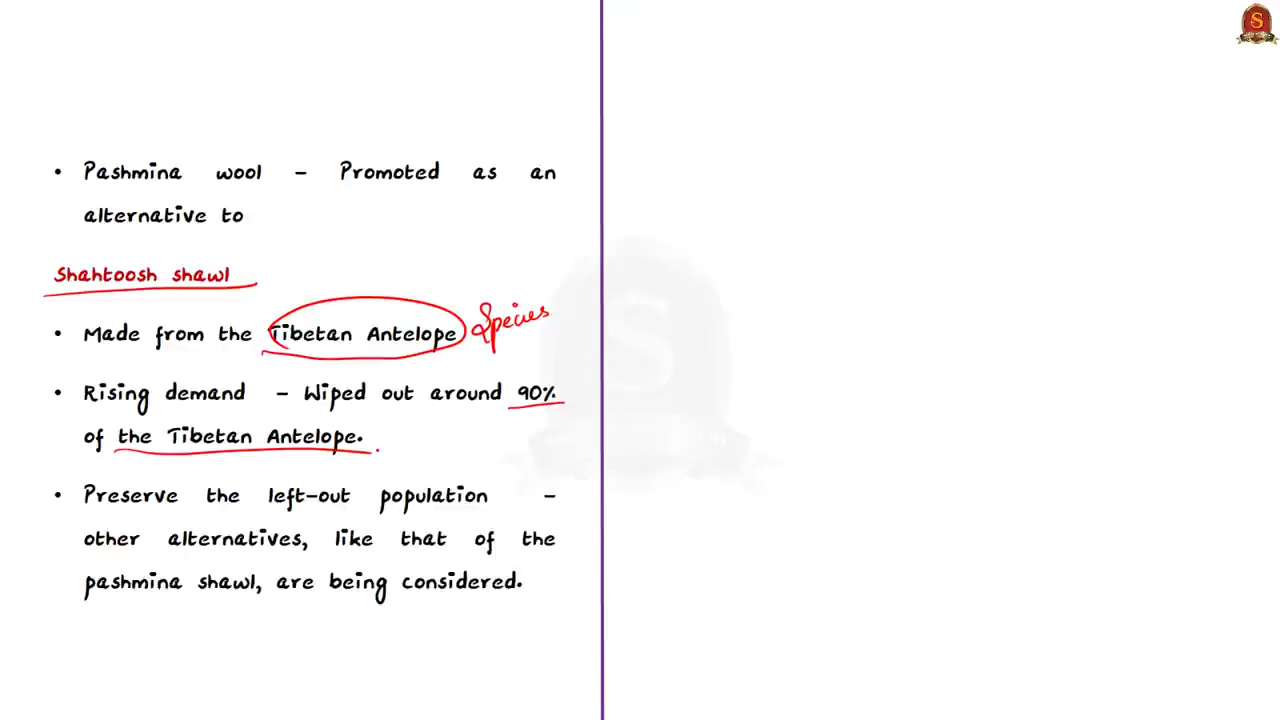 • Pashmina wool – Promoted as an
alternative to
Shahtoosh shawl
• Made from the Tibetan Antelope Species
• Rising demand – Wiped out around 90%
of the Tibetan Antelope.
• Preserve the left-out population –
other alternatives, like that of the
pashmina shawl, are being considered.
S